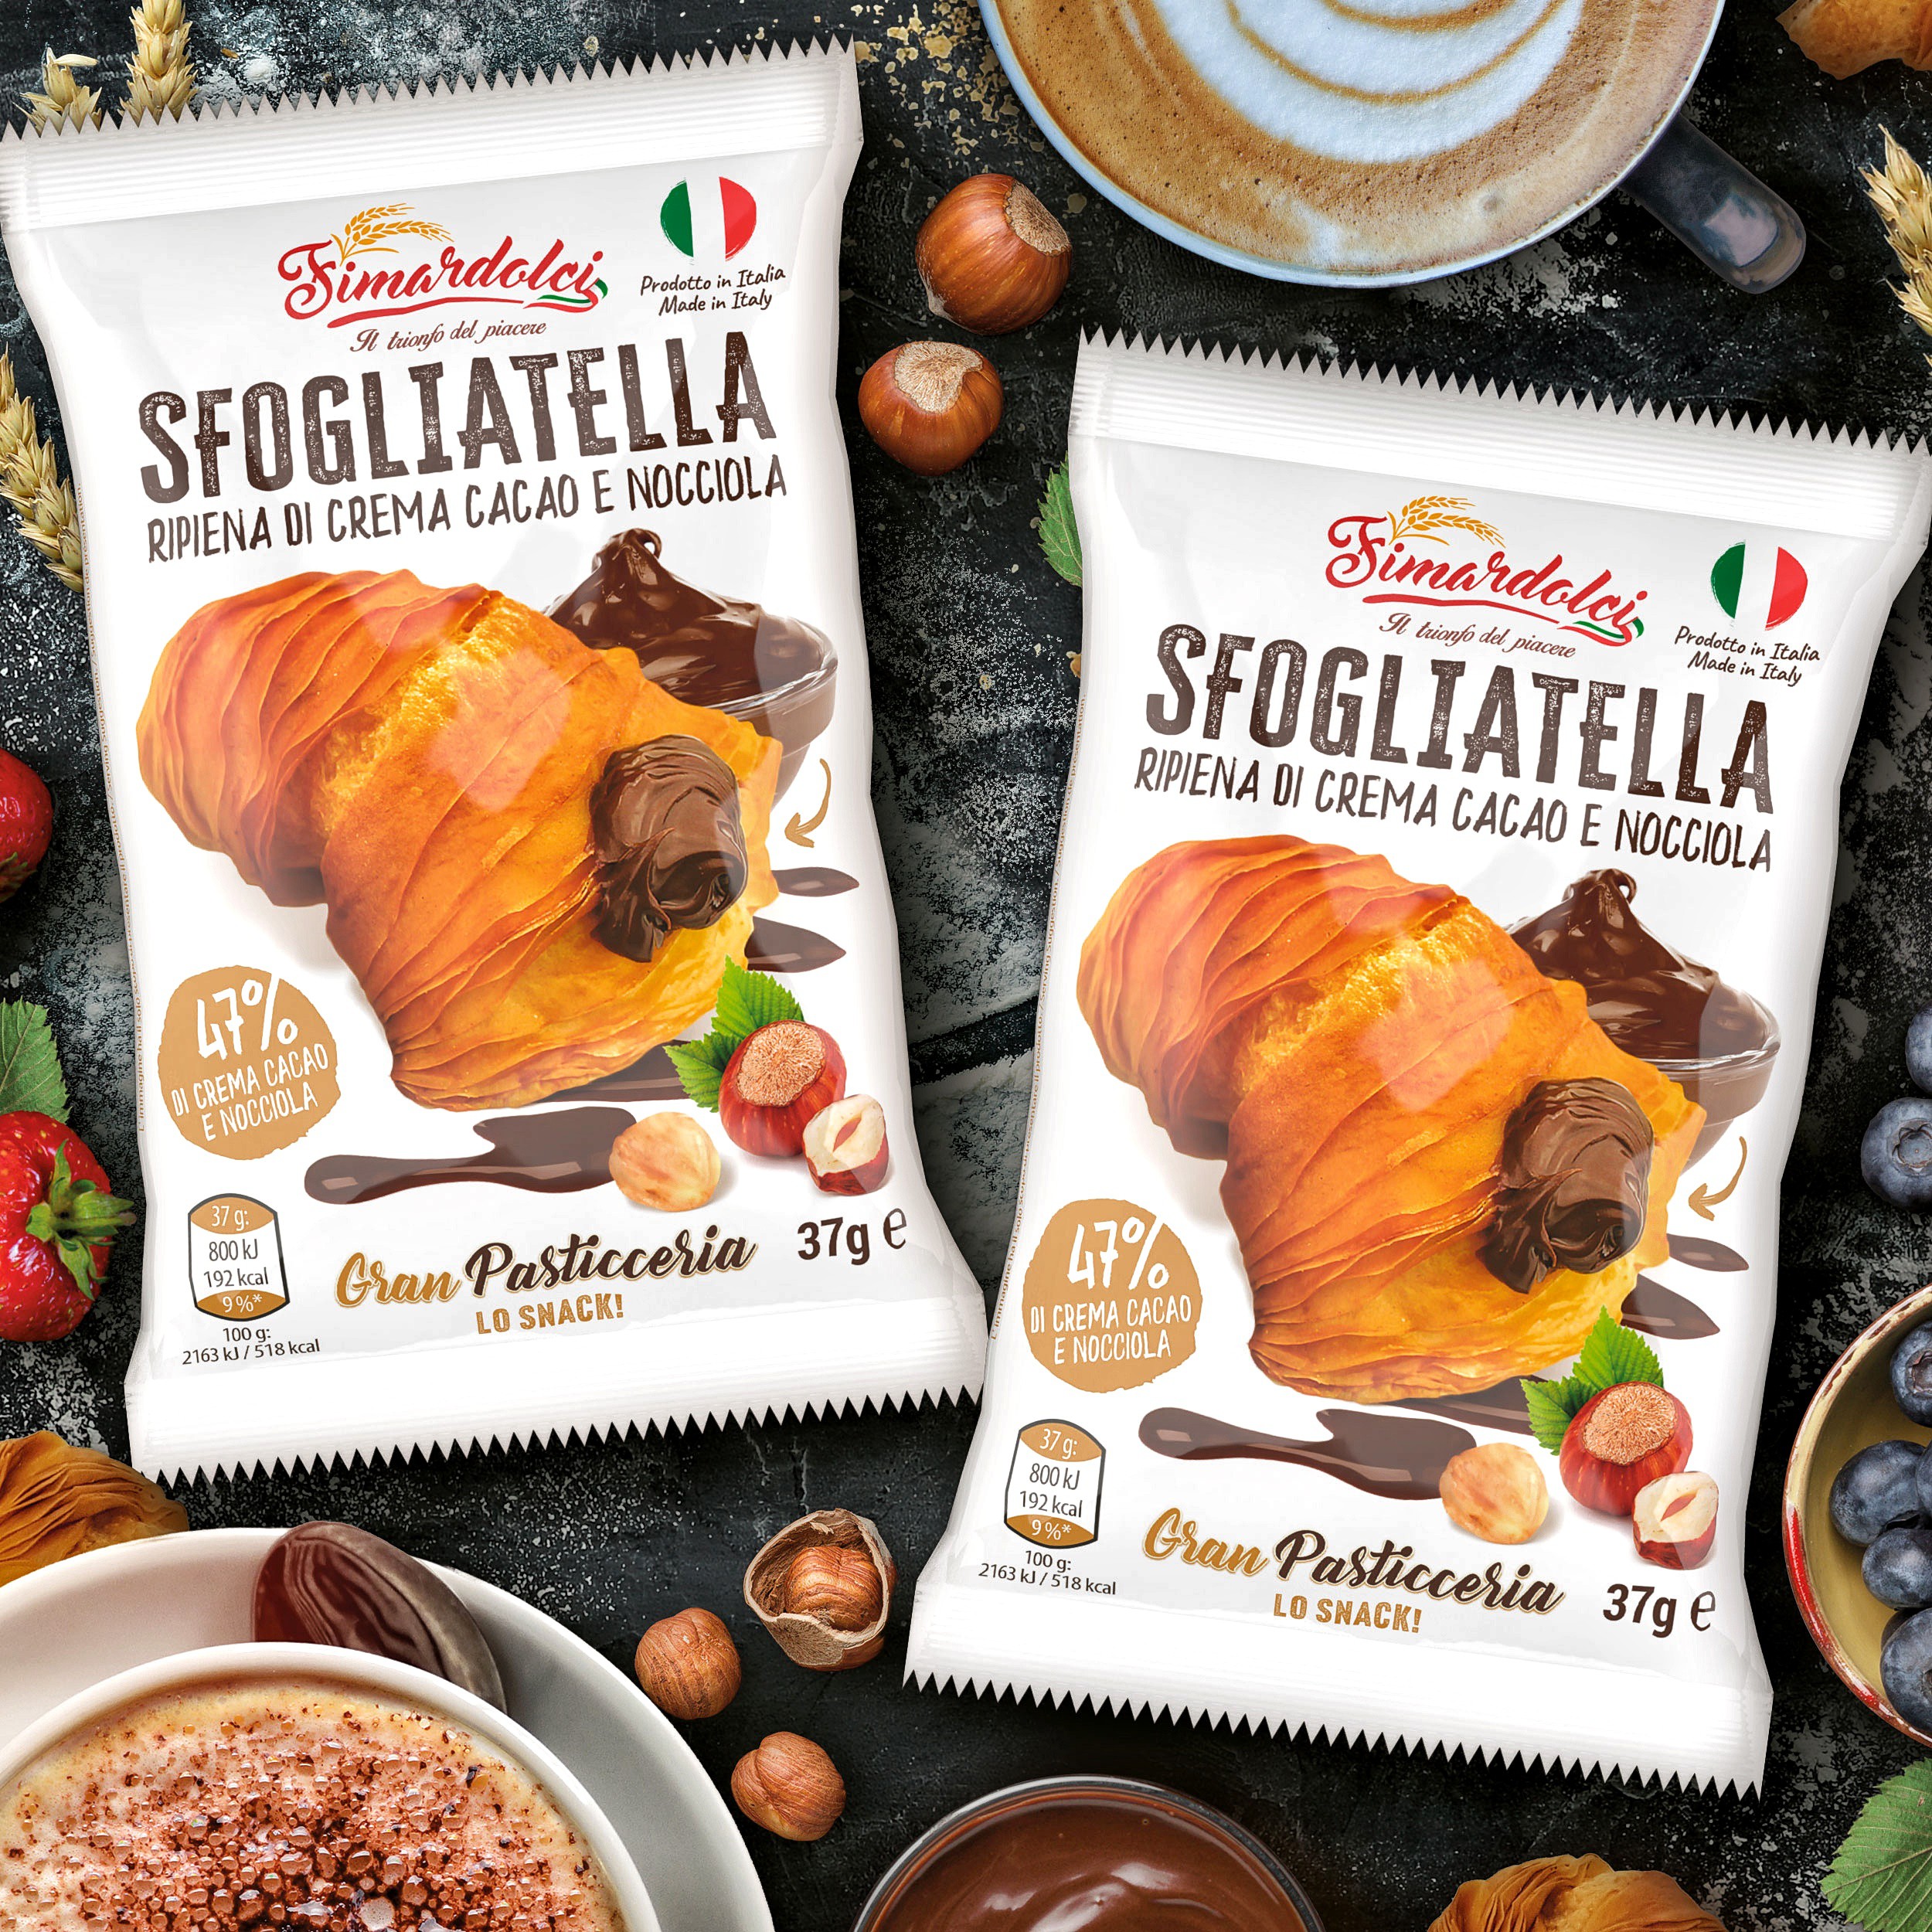 Fimardolci
Il trionfo del piacere
Prodotto in Italia
Made in Italy
SFOGLIATELLA
RIPIENA DI CREMA CACAO E NOCCIOLA
47%
DI CREMA CACAO
E NOCCIOLA
37 g:
800 kJ
192 kcal
9%*
100 g:
2163 kJ / 518 kcal
Gran Pasticceria
LO SNACK!
37g e
Fimardolci
Il trionfo del piacere
Prodotto in Italia
Made in Italy
SFOGLIATELLA
RIPIENA DI CREMA CACAO E NOCCIOLA
47%
DI CREMA CACAO
E NOCCIOLA
37 g:
800 kJ
192 kcal
9%*
100 g:
2163 kJ / 518 kcal
Gran Pasticceria
LO SNACK!
37g e